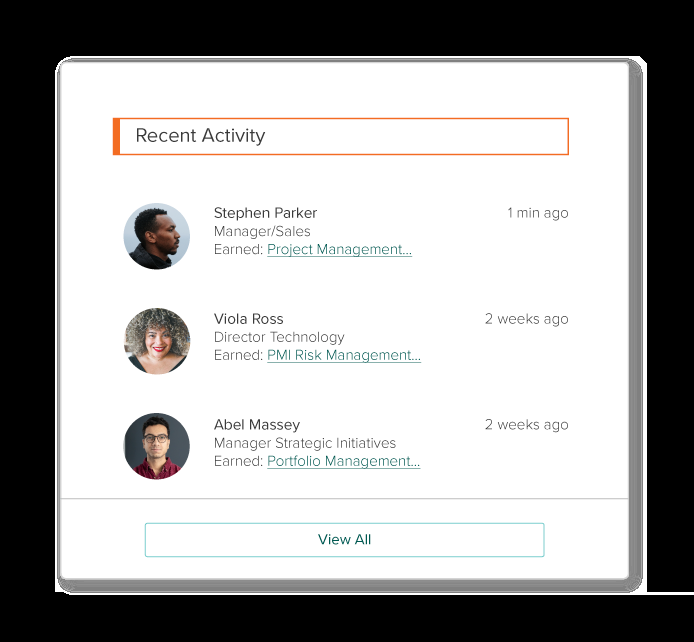 Recent Activity
Stephen Parker 1 min ago
Manager/Sales
Earned: Project Management...
Viola Ross 2 weeks ago
Director Technology
Earned: PMI Risk Management...
Abel Massey 2 weeks ago
Manager Strategic Initiatives
Earned: Portfolio Management...
View All